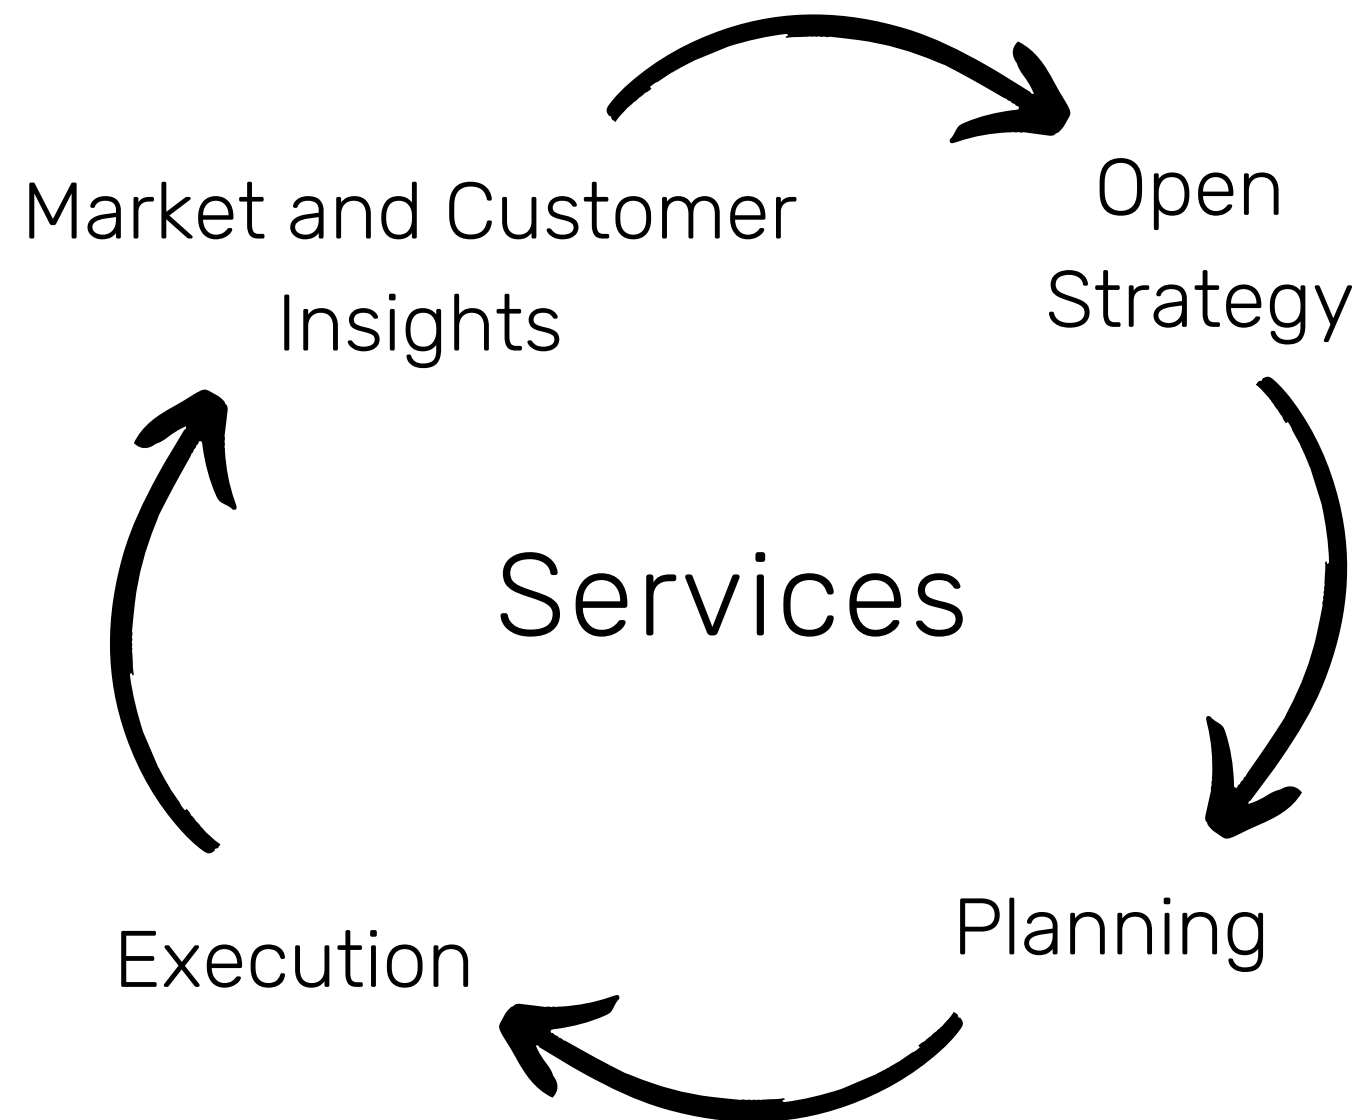 Market and Customer
Insights
Open
Strategy
Services
Execution
Planning